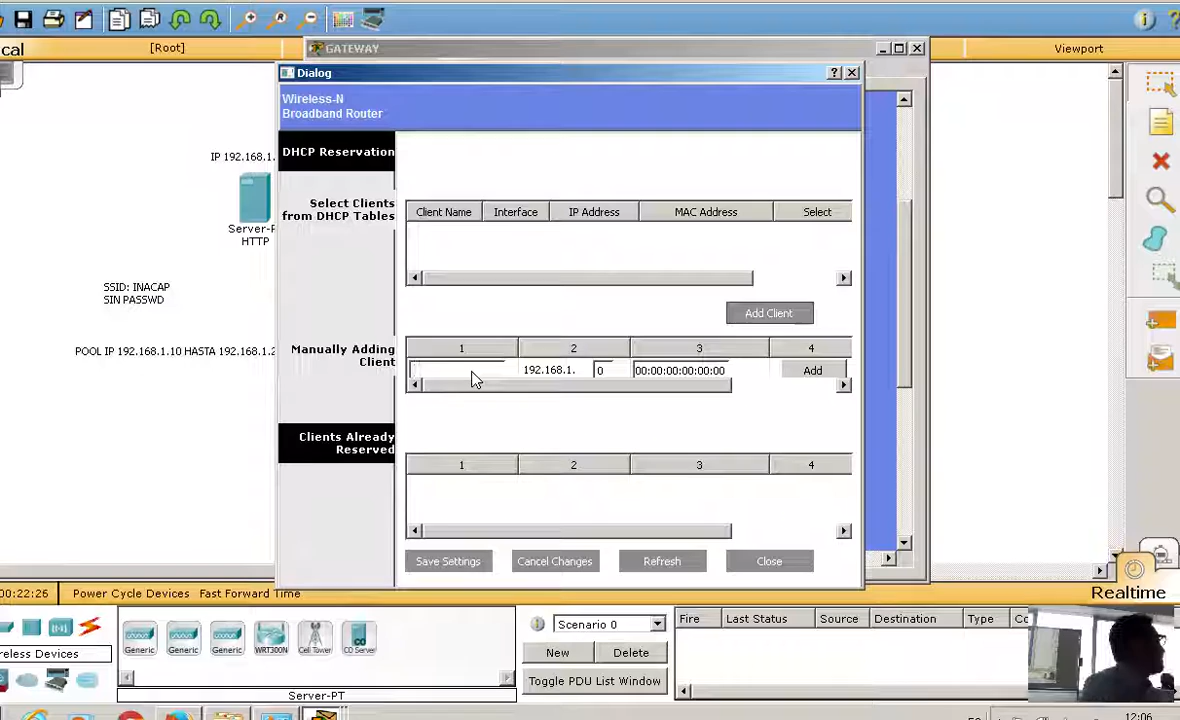 cal
[Root]
GATEWAY
Viewport
Dialog
Wireless-N
Broadband Router
DHCP Reservation
IP 192.168.1.
Select Clients
from DHCP Tables
Client Name
Interface
IP Address
MAC Address
Select
Server-P
HTTP
SSID: INACAP
SIN PASSWD
Add Client
POOL IP 192.168.1.10 HASTA 192.168.1.2
Manually Adding
Client
1
2
3
4
192.168.1.
0
00:00:00:00:00:00
Add
Clients Already
Reserved
1
2
3
4
Save Settings
Cancel Changes
Refresh
Close
00:22:26
Power Cycle Devices
Fast Forward Time
Realtime
Generic
Generic
Generic
WRT300N
Cell Tower
CO Server
Scenario 0
Fire
Last Status
Source
Destination
Type
Co
reless Devices
New
Delete
Toggle PDU List Window
Server-PT
12:06